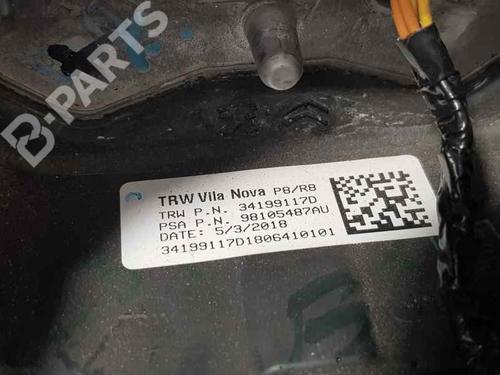 B-PARTS
TRW Vila Nova P8/R8
TRW P.N. 34199117D
PSA P.N. 98105487AU
DATE: 5/3/2018
34199117D1806410101